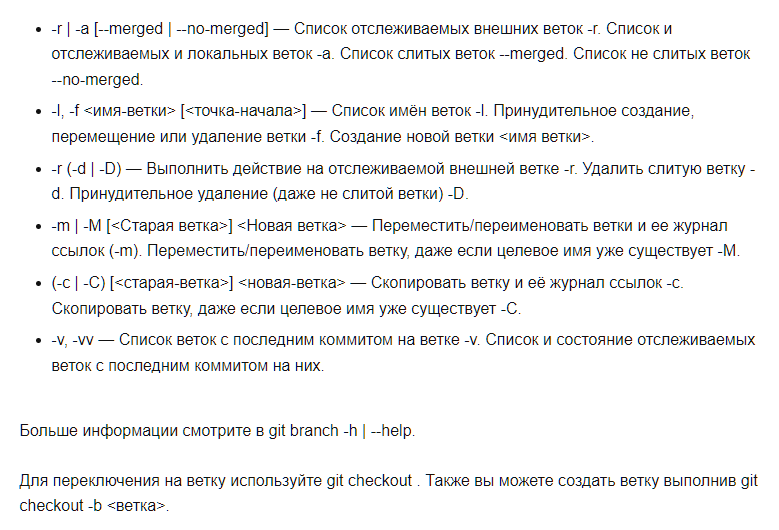 • -r | -a [--merged | --no-merged] — Список отслеживаемых внешних веток -r. Список и
отслеживаемых и локальных веток -a. Список слитых веток --merged. Список не слитых веток
--no-merged.
• -l, -f <имя-ветки> [<точка-начала>] — Список имён веток -l. Принудительное создание,
перемещение или удаление ветки -f. Создание новой ветки <имя ветки>.
• -r (-d | -D) — Выполнить действие на отслеживаемой внешней ветке -r. Удалить слитую ветку -
d. Принудительное удаление (даже не слитой ветки) -D.
• -m | -M [<Старая ветка>] <Новая ветка> — Переместить/переименовать ветки и ее журнал
ссылок (-m). Переместить/переименовать ветку, даже если целевое имя уже существует -M.
• (-c | -C) [<старая-ветка>] <новая-ветка> — Скопировать ветку и её журнал ссылок -c.
Скопировать ветку, даже если целевое имя уже существует -C.
• -v, -vv — Список веток с последним коммитом на ветке -v. Список и состояние отслеживаемых
веток с последним коммитом на них.
Больше информации смотрите в git branch -h | --help.
Для переключения на ветку используйте git checkout . Также вы можете создать ветку выполнив git
checkout -b <ветка>.